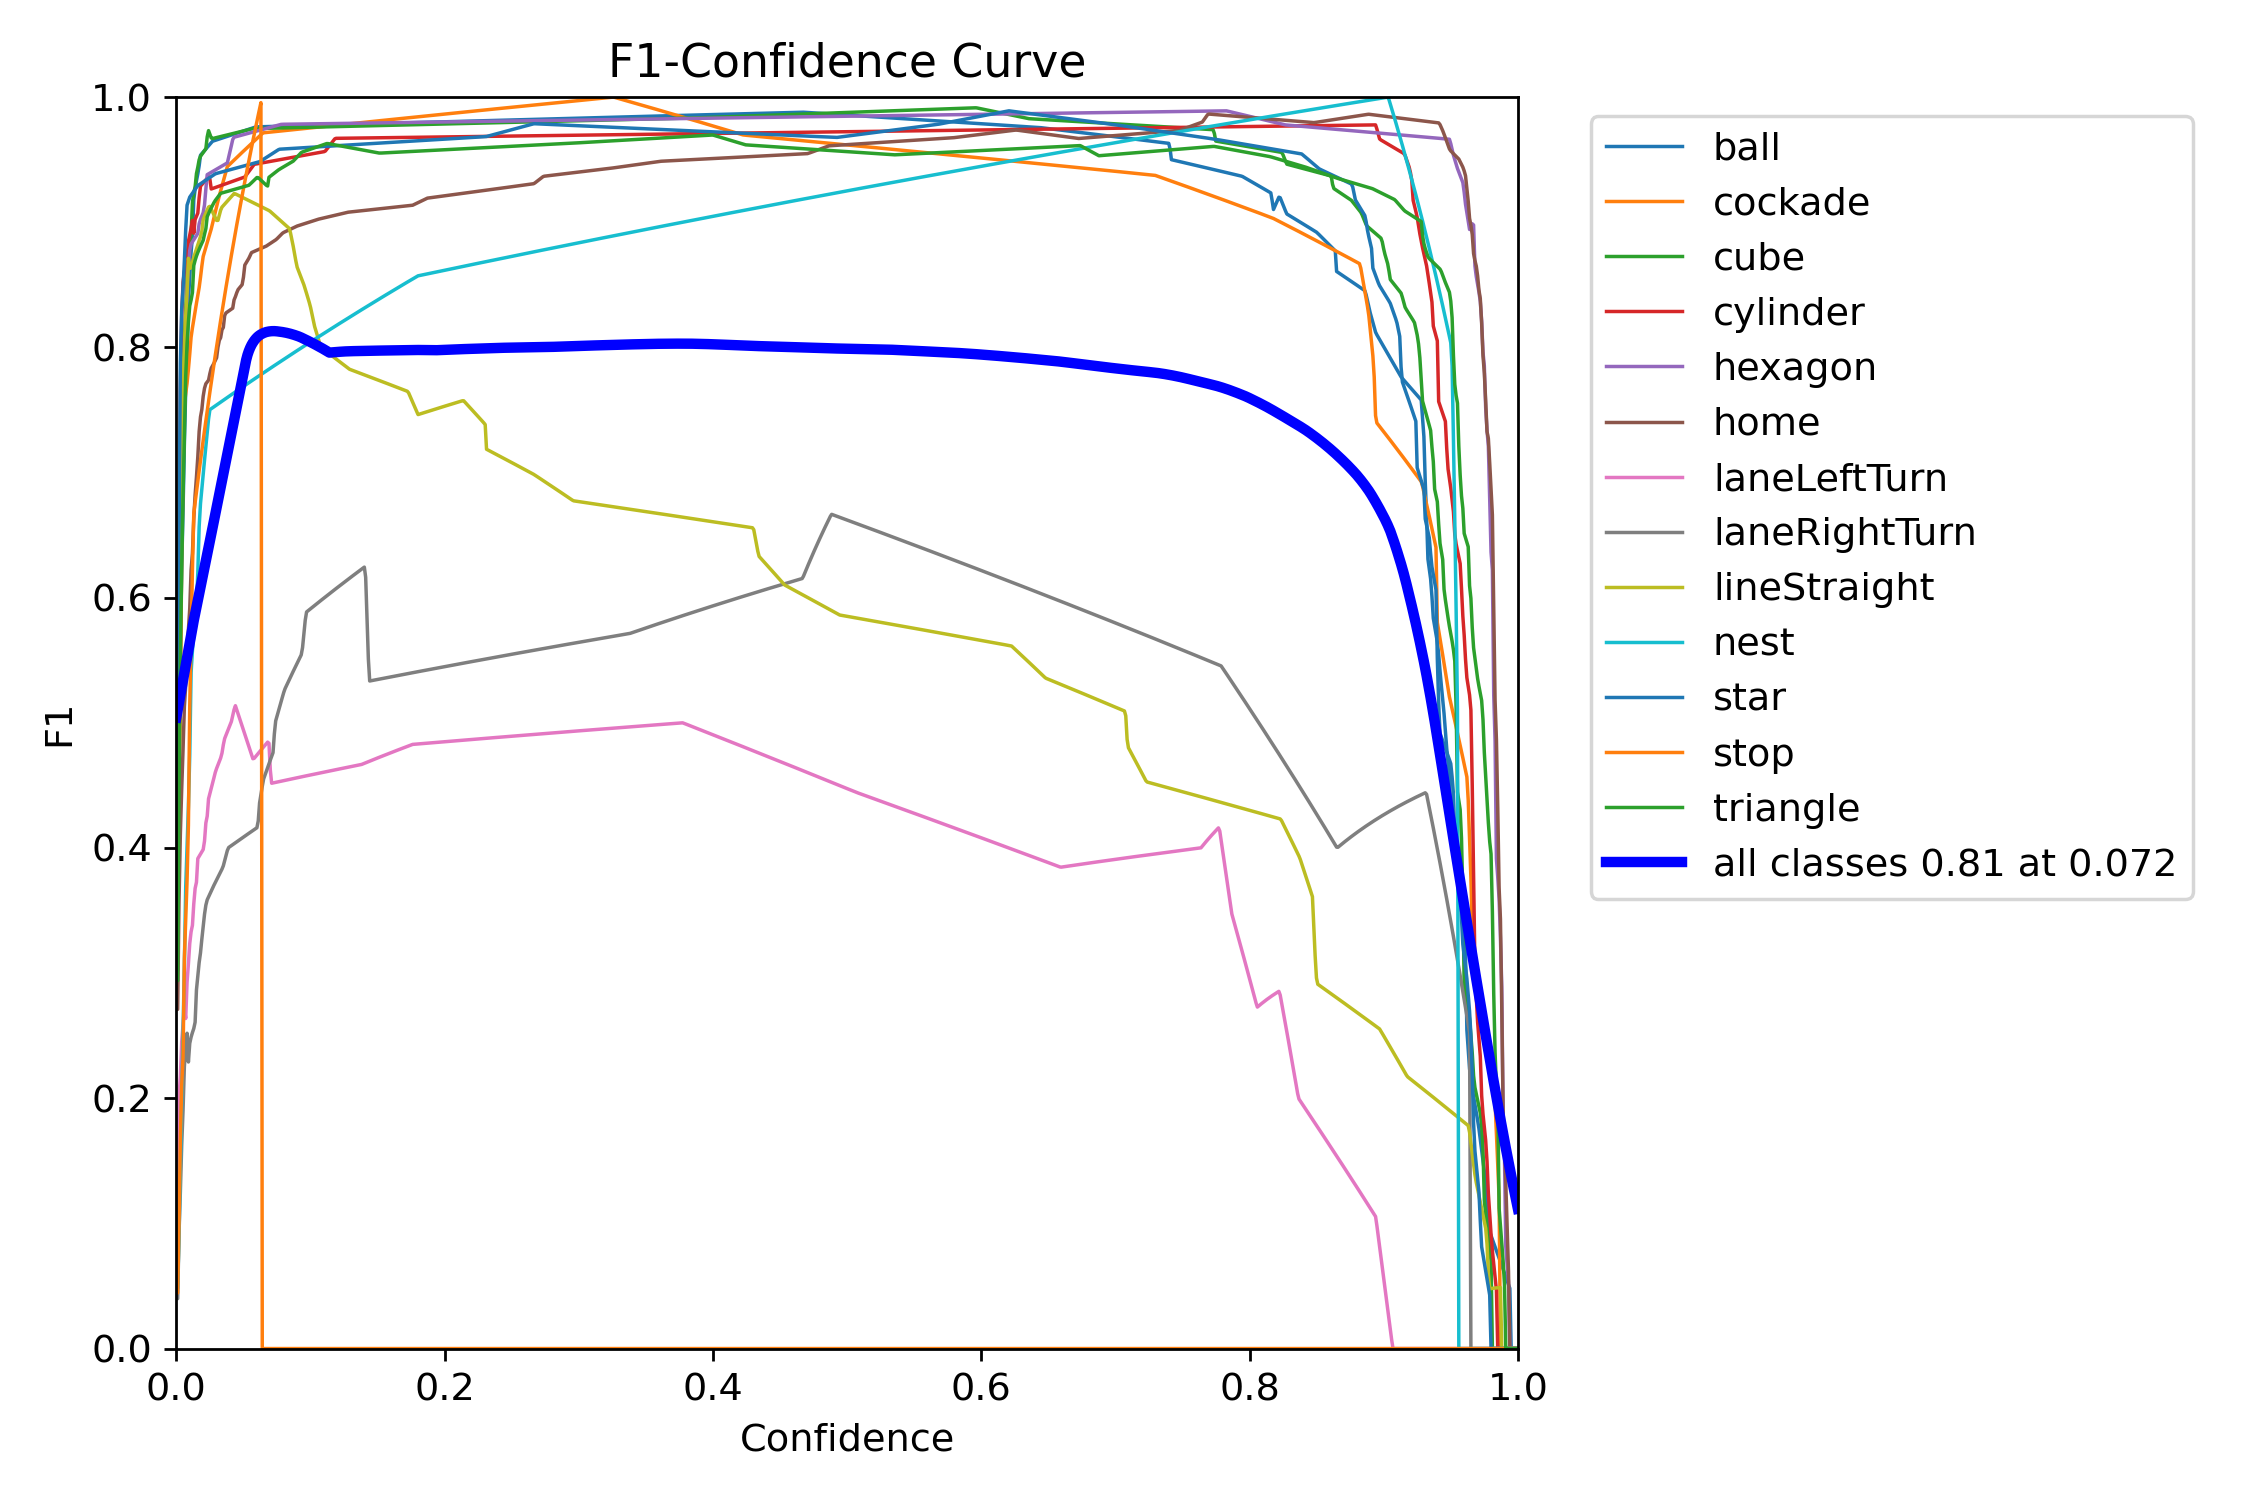 F1-Confidence Curve
1.0
0.8
0.6
0.4
0.2
0.0
F1
0.0 0.2 0.4 0.6 0.8 1.0
Confidence
ball
cockade
cube
cylinder
hexagon
home
laneLeftTurn
laneRightTurn
lineStraight
nest
star
stop
triangle
all classes 0.81 at 0.072